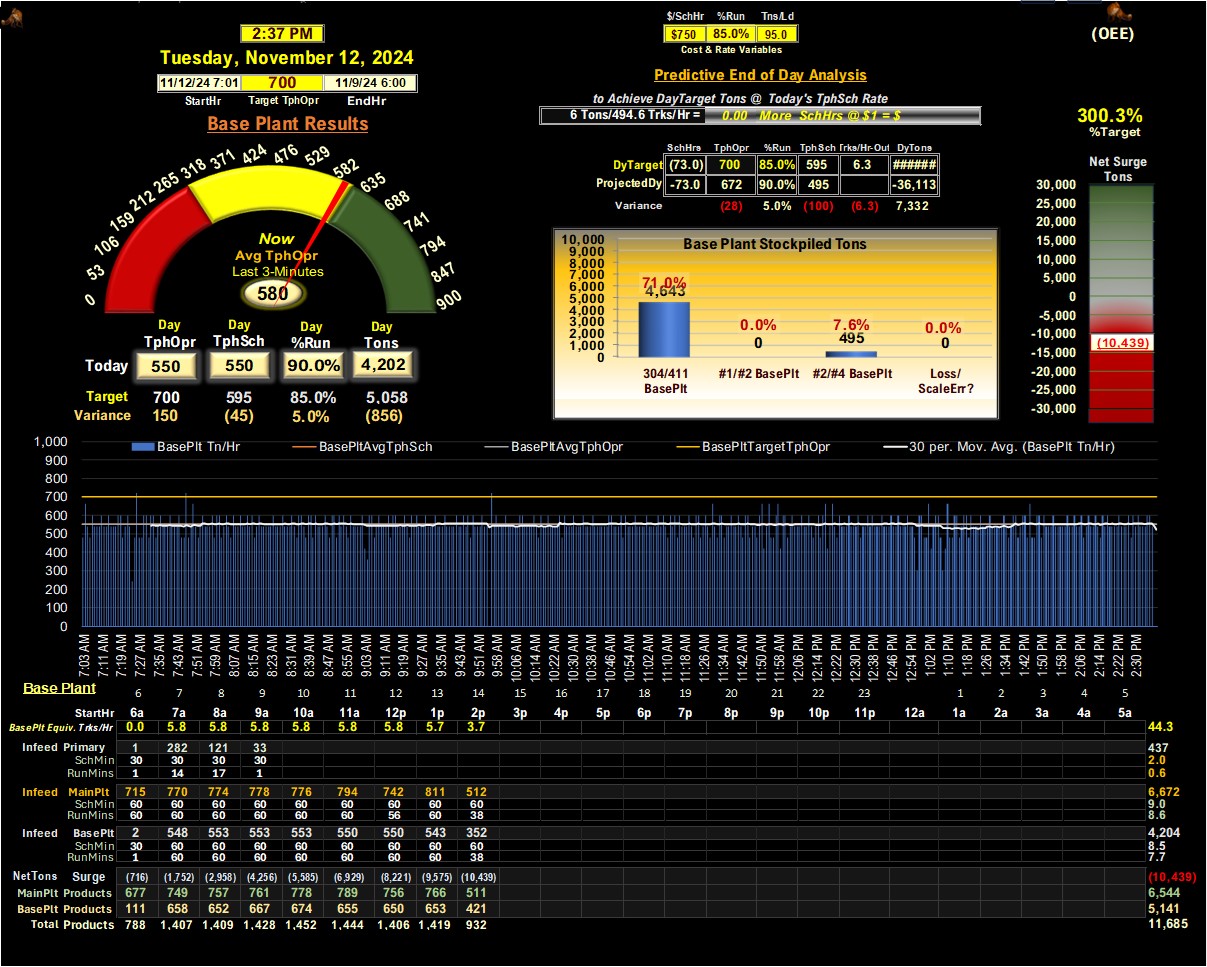 2:37 PM
Tuesday, November 12, 2024
11/12/24 7:01 700 11/9/24 6:00
StartHr Target TphOpr EndHr
Base Plant Results
0 53 106 159 212 265 318 371 424 476 529 582 635 688 741 794 847 900
Now
Avg TphOpr
Last 3-Minutes
580
Day Day Day Day
TphOpr TphSch %Run Tons
Today 550 550 90.0% 4,202
Target 700 595 85.0% 5,058
Variance 150 (45) 5.0% (856)
$/SchHr %Run Tns/Ld
$750 85.0% 95.0
Cost & Rate Variables
Predictive End of Day Analysis
to Achieve DayTarget Tons @ Today's TphSch Rate
6 Tons/494.6 Trks/Hr = 0.00 More SchHrs @ $1 = $
SchHrs TphOpr %Run Tph Sch Trks/Hr-Out DyTons
DyTarget (73.0) 700 85.0% 595 6.3 ######
ProjectedDy -73.0 672 90.0% 495 -36,113
Variance (28) 5.0% (100) (6.3) 7,332
Base Plant Stockpiled Tons
10,000
9,000
8,000
7,000
6,000
5,000
4,000
3,000
2,000
1,000
0
71.0% 0.0% 7.6% 0.0%
4,643 0 495 0
304/411 BasePlt
#1/#2 BasePlt
#2/#4 BasePlt
Loss/ ScaleErr?
(OEE)
300.3%
%Target
Net Surge
Tons
30,000
25,000
20,000
15,000
10,000
5,000
0
-5,000
-10,000
(10,439)
-15,000
-20,000
-25,000
-30,000
BasePlt Tn/Hr BasePltAvgTphSch BasePltAvgTphOpr BasePltTargetTphOpr 30 per. Mov. Avg. (BasePlt Tn/Hr)
1,000
900
800
700
600
500
400
300
200
100
0
7:03 AM 7:11 AM 7:19 AM 7:27 AM 7:35 AM 7:43 AM 7:51 AM 7:59 AM 8:07 AM 8:15 AM 8:23 AM 8:31 AM 8:39 AM 8:47 AM 8:55 AM 9:03 AM 9:11 AM 9:19 AM 9:27 AM 9:35 AM 9:43 AM 9:51 AM 9:58 AM 10:06 AM 10:14 AM 10:22 AM 10:30 AM 10:38 AM 10:46 AM 10:54 AM 11:02 AM 11:10 AM 11:18 AM 11:26 AM 11:34 AM 11:42 AM 11:50 AM 11:58 AM 12:06 PM 12:14 PM 12:22 PM 12:30 PM 12:38 PM 12:46 PM 12:54 PM 1:02 PM 1:10 PM 1:18 PM 1:26 PM 1:34 PM 1:42 PM 1:50 PM 1:58 PM 2:06 PM 2:14 PM 2:22 PM 2:30 PM
Base Plant 6 7 8 9 10 11 12 13 14 15 16 17 18 19 20 21 22 23 1 2 3 4 5
StartHr 6a 7a 8a 9a 10a 11a 12p 1p 2p 3p 4p 5p 6p 7p 8p 9p 10p 11p 12a 1a 2a 3a 4a 5a
BasePlt Equiv. Trks/Hr 0.0 5.8 5.8 5.8 5.8 5.8 5.8 5.7 3.7 44.3
Infeed Primary 1 282 121 33 437
SchMin 30 30 30 30 2.0
RunMins 1 14 17 1 0.6
Infeed MainPlt 715 770 774 778 776 794 742 811 512 6,672
SchMin 60 60 60 60 60 60 60 60 60 9.0
RunMins 60 60 60 60 60 60 56 60 38 8.6
Infeed BasePlt 2 548 553 553 553 550 550 543 352 4,204
SchMin 30 60 60 60 60 60 60 60 60 8.5
RunMins 1 60 60 60 60 60 60 60 38 7.7
NetTons Surge (716) (1,752) (2,958) (4,256) (5,585) (6,929) (8,221) (9,575) (10,439) (10,439)
MainPlt Products 677 749 757 761 778 789 756 766 511 6,544
BasePlt Products 111 658 652 667 674 655 650 653 421 5,141
Total Products 788 1,407 1,409 1,428 1,452 1,444 1,406 1,419 932 11,685